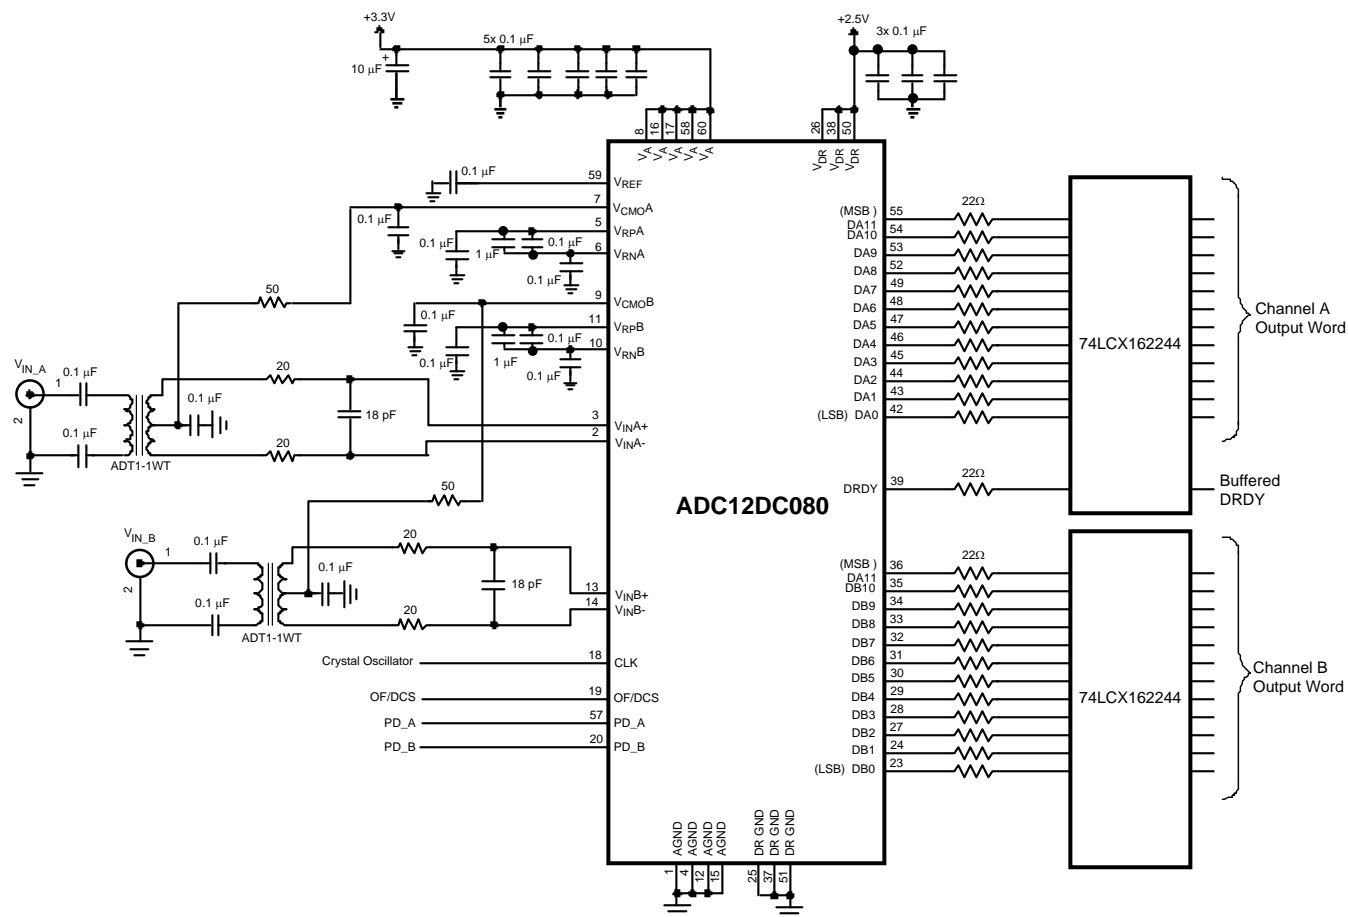 +3.3V
10 µF
+
5x 0.1 µF
+2.5V
3x 0.1 µF
8
16
17
58
60
26
38
50
VA
VA
VA
VA
VA
VDR
VDR
VDR
0.1 µF
59
VREF
7
VCMOA
0.1 µF
5
VRPA
0.1 µF
1 µF
0.1 µF
6
VRNA
0.1 µF
50
9
VCMOB
0.1 µF
11
VRPB
0.1 µF
1 µF
0.1 µF
10
VRNB
0.1 µF
VIN_A
1
2
0.1 µF
0.1 µF
ADT1-1WT
0.1 µF
20
20
18 pF
3
VINA+
2
VINA-
50
VIN_B
1
2
0.1 µF
0.1 µF
ADT1-1WT
0.1 µF
20
20
18 pF
13
VINB+
14
VINB-
Crystal Oscillator
18
CLK
OF/DCS
19
OF/DCS
PD_A
57
PD_A
PD_B
20
PD_B
ADC12DC080
(MSB )
DA11
55
22Ω
DA10
54
DA9
53
DA8
52
DA7
49
DA6
48
DA5
47
DA4
46
DA3
45
DA2
44
DA1
43
(LSB) DA0
42
74LCX162244
Channel A
Output Word
DRDY
39
22Ω
Buffered
DRDY
(MSB )
DA11
36
22Ω
DB10
35
DB9
34
DB8
33
DB7
32
DB6
31
DB5
30
DB4
29
DB3
28
DB2
27
DB1
24
(LSB) DB0
23
74LCX162244
Channel B
Output Word
AGND
AGND
AGND
AGND
DR GND
DR GND
DR GND
1
4
12
15
25
37
51